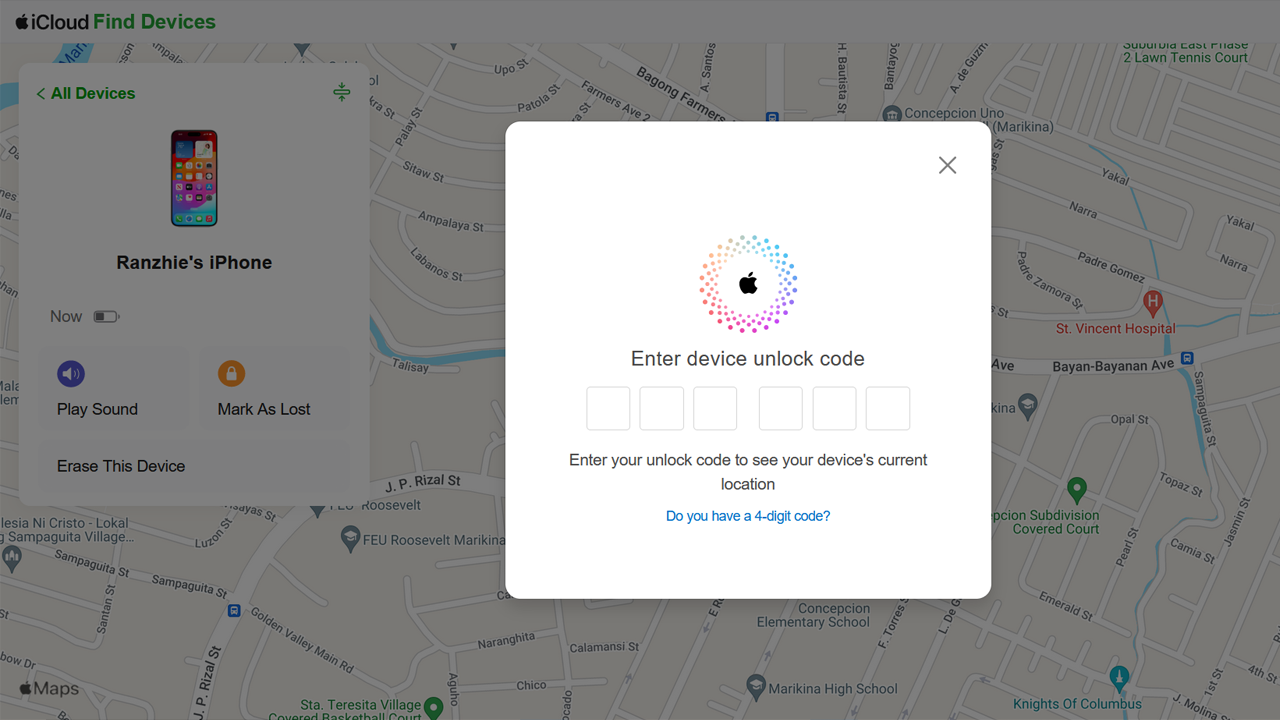 iCloud Find Devices
All Devices
Ranzhie's iPhone
Now
Play Sound
Mark As Lost
Erase This Device
Enter device unlock code
Enter your unlock code to see your device's current
location
Do you have a 4-digit code?
Upo St
Patola St
Palay St
Sitaw St
Ampalaya St
Labanos St
Talisay
Bagong Farmers
Farmers Ave 2
A. Santos
H. Bautista St
Bantayog
A. de Guzm
Suburbia East Phase
2 Lawn Tennis Court
Concepcion Uno
(Marikina)
Yakal
Narra
Yakal
Narra
Padre Gomez
Padre Zamora St
St. Vincent Hospital
Ave
Bayan-Bayanan Ave
Sampaguita St
Opal St
Topaz St
Jasmin St
Camia St
Pearl St
Emerald St
pcion Subdivision
Covered Court
J. P. Rizal St
FEU Roosevelt
FEU Roosevelt Marikina
lesia Ni Cristo - Lokal
g Sampaguita Village...
Luzon St
Sampaguita St
Sampaguita St
Santan St
Golden Valley Main Rd
J. P. Rizal St
Naranghita
Calamansi St
Chico
Aguho
Concepcion
Elementary School
Marikina High School
F. Torres S
L. De G
Knights Of Columbus
J. Molina S
1st St
4th St
Sta. Teresita Village
Covered Basketball Court
bow Dr
Maps